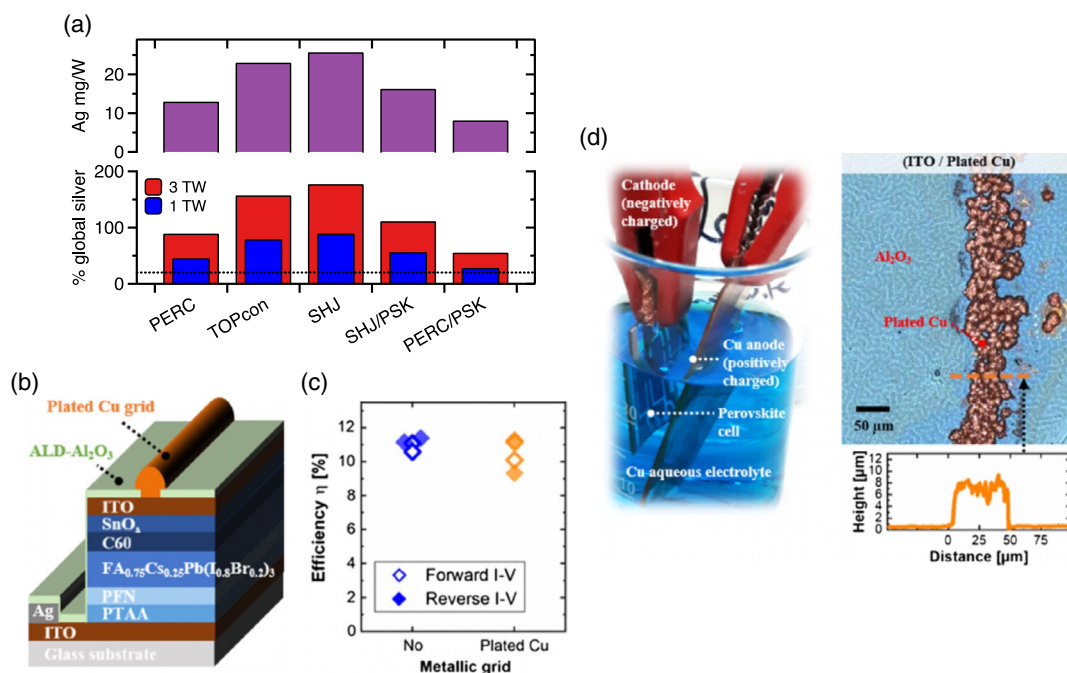 (a)
Ag mg/W
20
10
0
% global silver
200
100
0
3 TW
1 TW
PERC
TOPcon
SHJ
SHJ/PSK
PERC/PSK
(b)
Plated Cu grid
ALD-Al₂O₃
ITO
SnOₓ
C60
FA₀.₇₅Cs₀.₂₅Pb(I₀.₈Br₀.₂)₃
PFN
Ag
PTAA
ITO
Glass substrate
(c)
Efficiency η [%]
12
10
8
6
4
2
0
Forward I-V
Reverse I-V
No
Plated Cu
Metallic grid
(d)
Cathode
(negatively
charged)
Cu anode
(positively
charged)
Perovskite
cell
Cu aqueous electrolyte
(ITO / Plated Cu)
Al₂O₃
Plated Cu
50 µm
Height [µm]
12
10
8
6
4
2
0
0
25
50
75
Distance [µm]